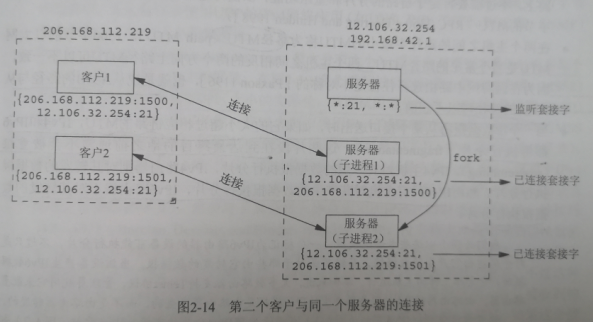 206.168.112.219
12.106.32.254
192.168.42.1
客户1
{206.168.112.219:1500,
12.106.32.254:21}
连接
服务器
{*:21, *:*}
监听套接字
客户2
{206.168.112.219:1501,
12.106.32.254:21}
连接
服务器
(子进程1)
{12.106.32.254:21,
206.168.112.219:1500}
fork
已连接套接字
服务器
(子进程2)
{12.106.32.254:21,
206.168.112.219:1501}
已连接套接字
图2-14 第二个客户与同一个服务器的连接